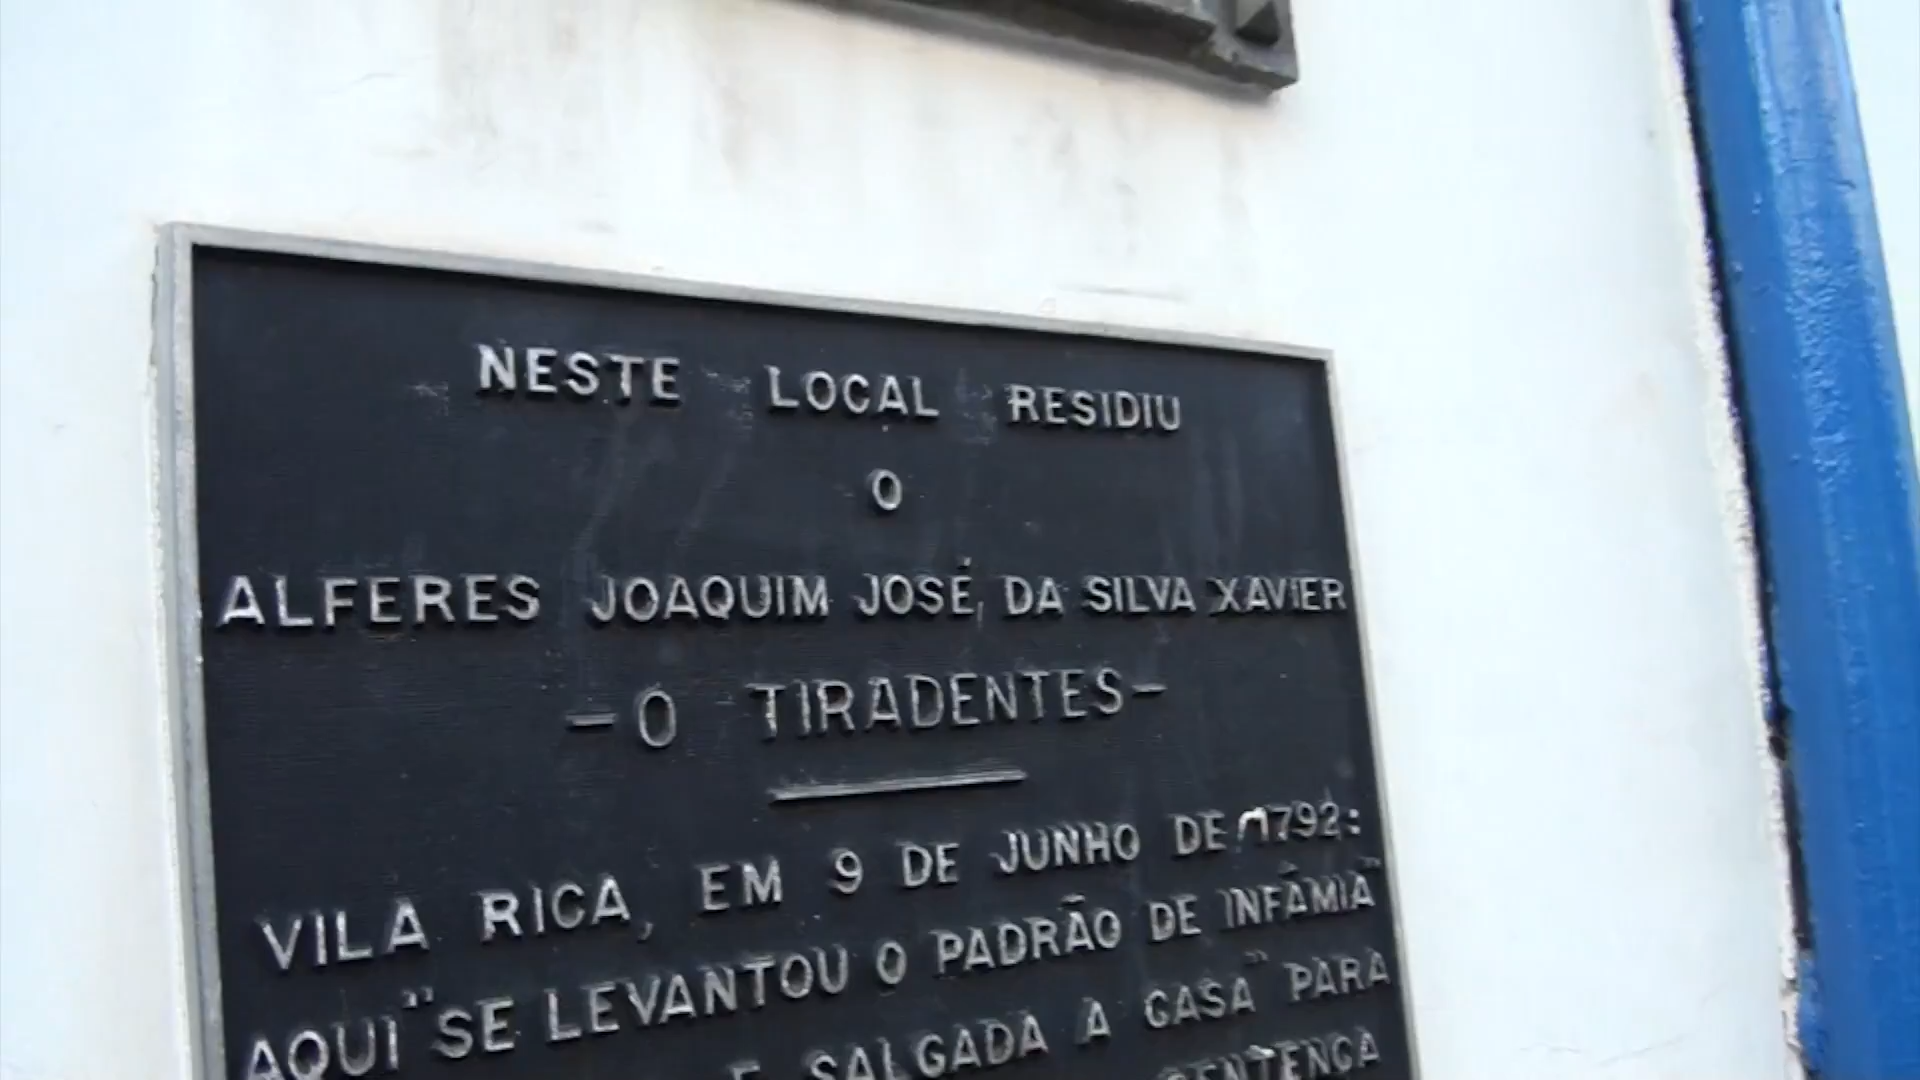 NESTE LOCAL RESIDIU
O
ALFERES JOAQUIM JOSÉ, DA SILVA XAVIER
-O TIRADENTES-
VILA RICA, EM 9 DE JUNHO DE 1792:
AQUI "SE LEVANTOU O PADRÃO DE INFÂMIA"
E SALGADA A CASA" PARA
SENTENÇA